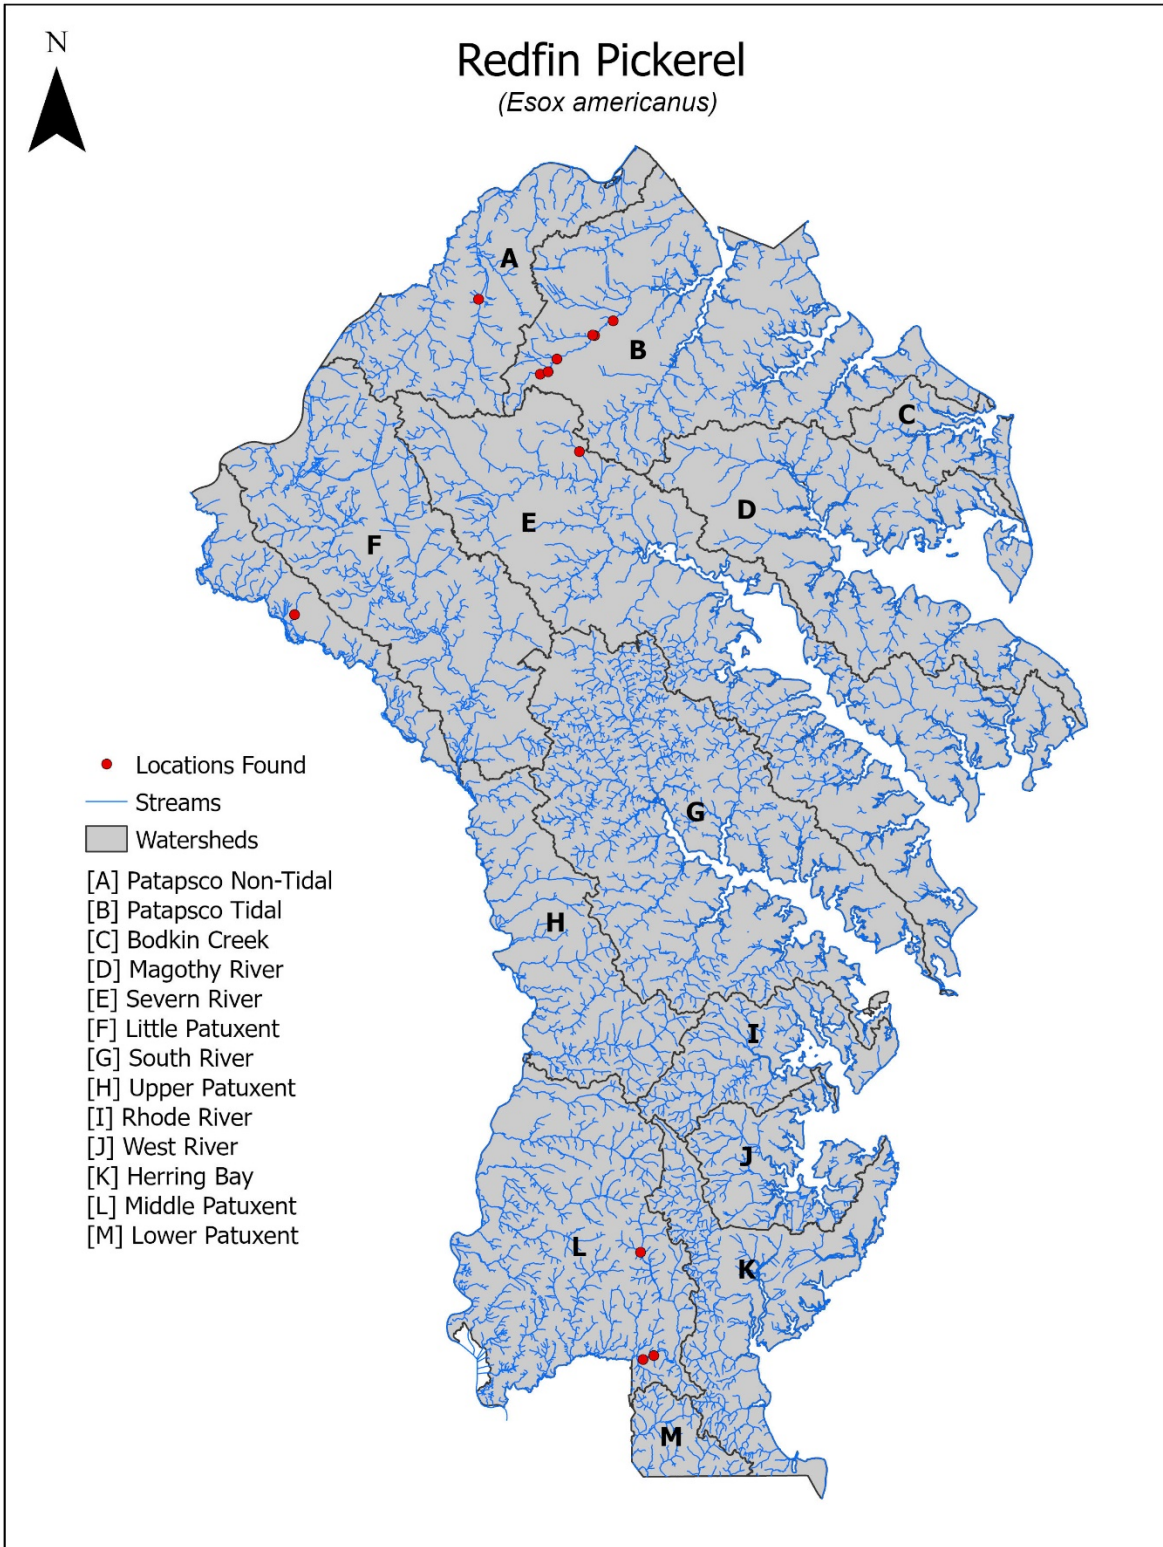 N
Redfin Pickerel
(Esox americanus)
A
B
C
D
E
F
G
H
I
J
K
L
M
Locations Found
Streams
Watersheds
[A] Patapsco Non-Tidal
[B] Patapsco Tidal
[C] Bodkin Creek
[D] Magothy River
[E] Severn River
[F] Little Patuxent
[G] South River
[H] Upper Patuxent
[I] Rhode River
[J] West River
[K] Herring Bay
[L] Middle Patuxent
[M] Lower Patuxent